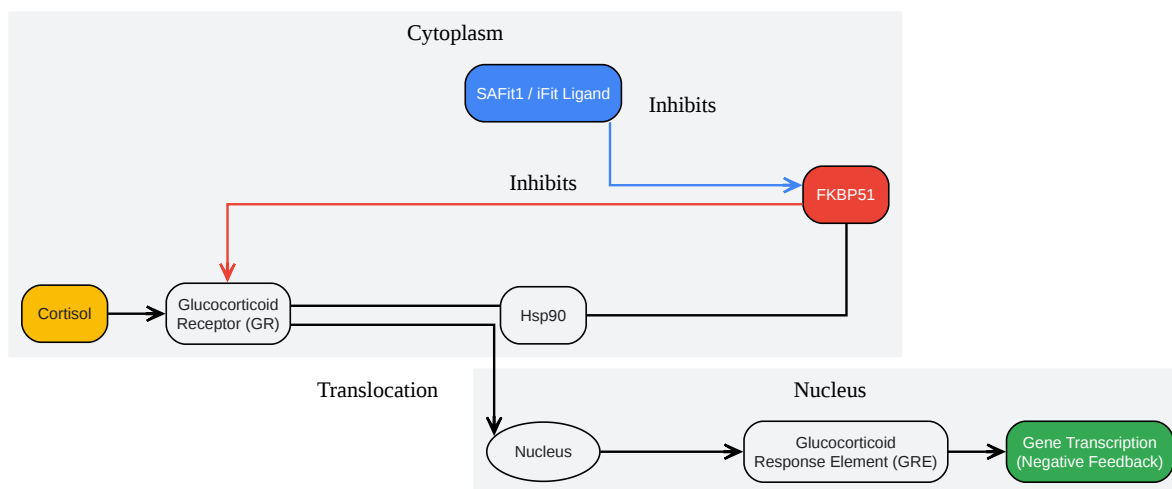 Cytoplasm
SAFit1 / iFit Ligand
Inhibits
Inhibits
FKBP51
Cortisol
Glucocorticoid
Receptor (GR)
Hsp90
Translocation
Nucleus
Nucleus
Glucocorticoid
Response Element (GRE)
Gene Transcription
(Negative Feedback)